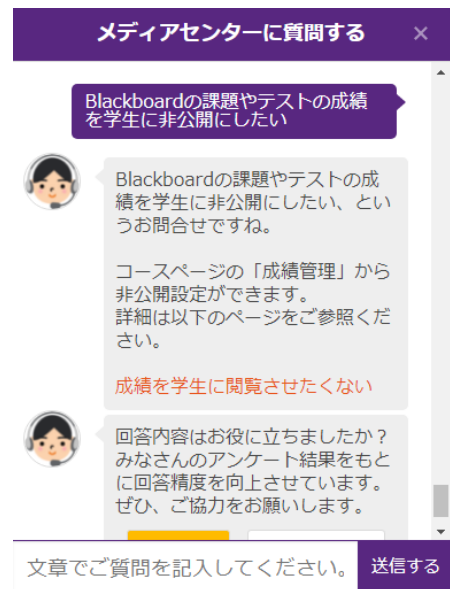 メディアセンターに質問する ×
Blackboardの課題やテストの成績
を学生に非公開にしたい
Blackboardの課題やテストの成
績を学生に非公開にしたい、とい
うお問合せですね。
コースページの「成績管理」から
非公開設定ができます。
詳細は以下のページをご参照くだ
さい。
成績を学生に閲覧させたくない
回答内容はお役に立ちましたか？
みなさんのアンケート結果をもと
に回答精度を向上させています。
ぜひ、ご協力をお願いします。
文章でご質問を記入してください。 送信する